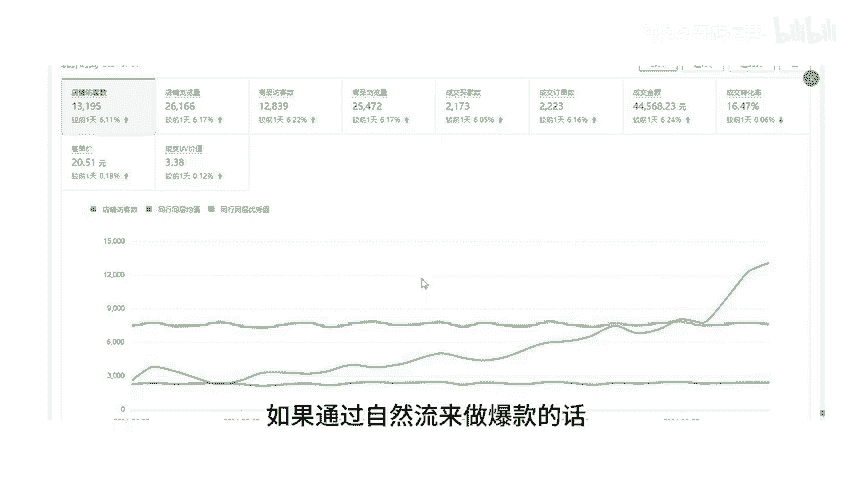 bilibili
店铺访客数 店铺浏览量 商品访客数 商品浏览量 成交买家数 成交订单数 成交金额 成交转化率
13,195 26,166 12,839 25,472 2,173 2,223 44,568.23 元 16.47%
较前1天 6.11% 较前1天 6.17% 较前1天 6.22% 较前1天 6.17% 较前1天 6.05% 较前1天 6.16% 较前1天 6.24% 较前1天 0.06%
客单价 成交UV价值
20.51 元 3.38
较前1天 0.18% 较前1天 0.12%
店铺访客数 同行同层均值 同行同层优秀值
15,000
12,000
9,000
6,000
3,000
0
如果通过自然流来做爆款的话